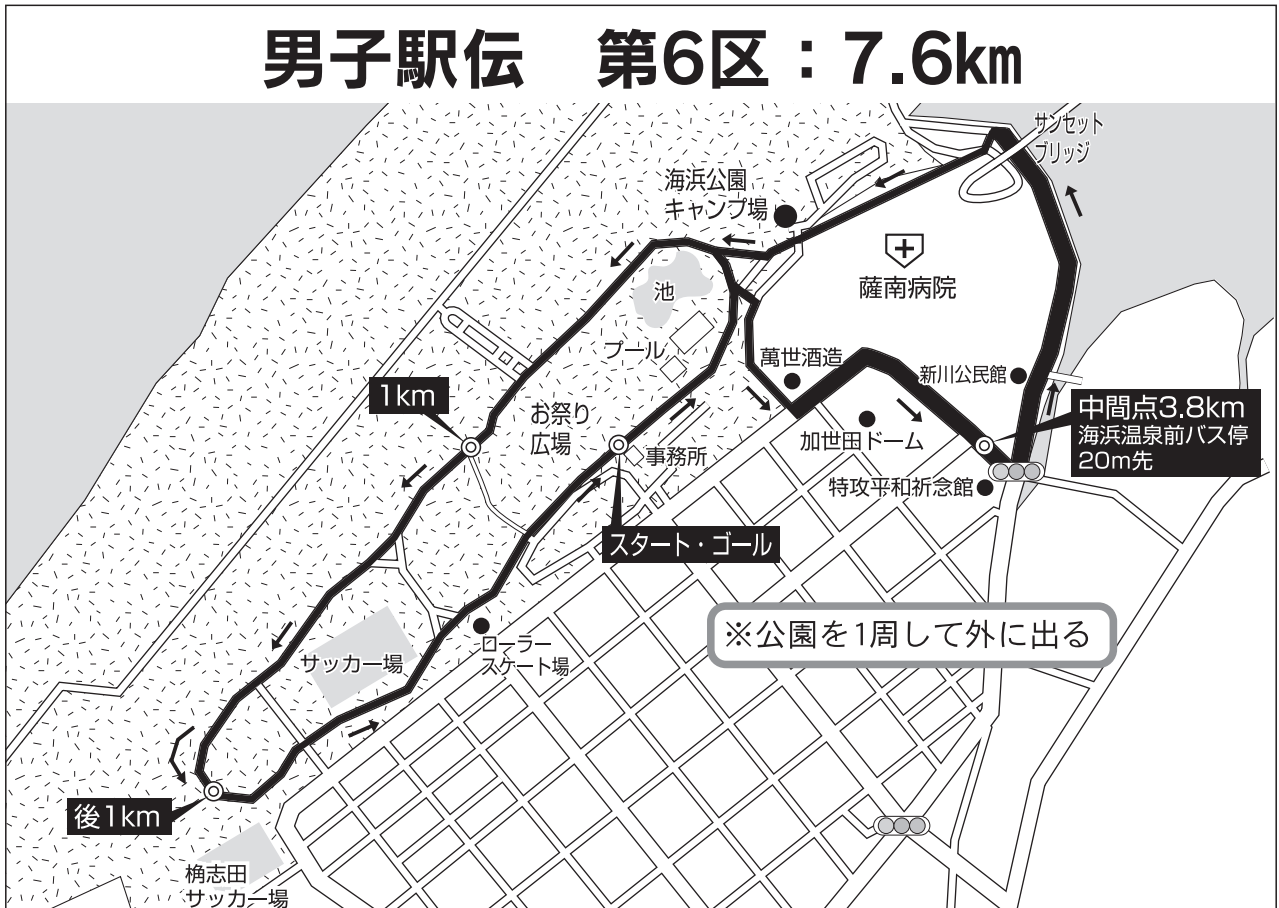 男子駅伝　第6区：7.6km
サンセット
ブリッジ
海浜公園
キャンプ場
薩南病院
池
プール
萬世酒造
新川公民館
1km
お祭り
広場
中間点3.8km
海浜温泉前バス停
20m先
加世田ドーム
事務所
特攻平和祈念館
スタート・ゴール
※公園を1周して外に出る
ローラー
スケート場
サッカー場
後1km
桷志田
サッカー場